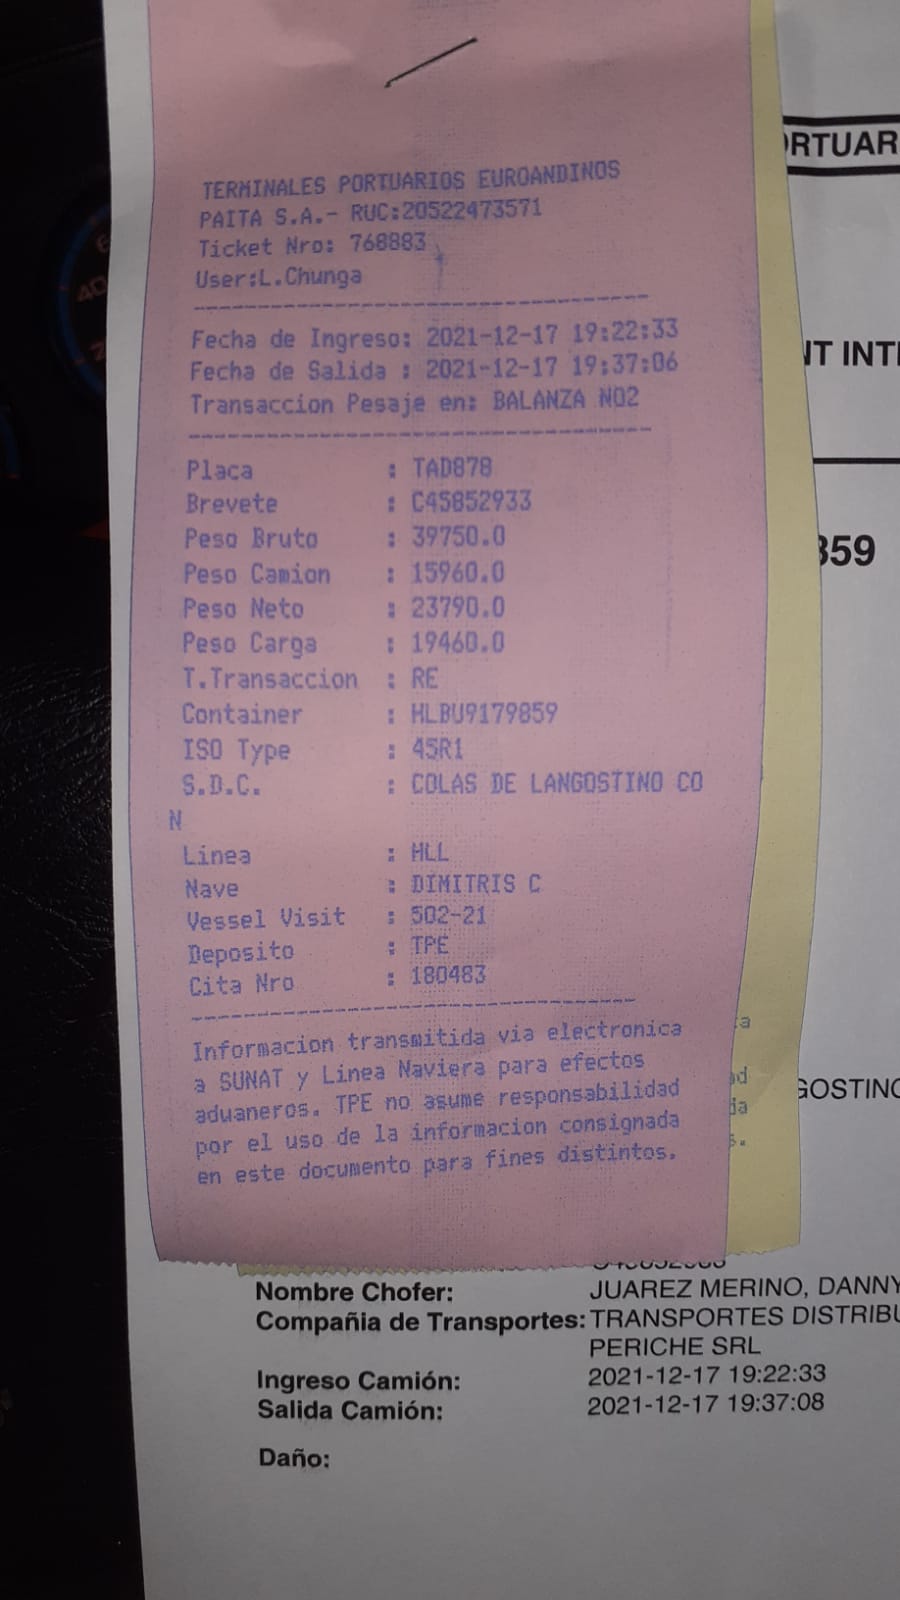 TERMINALES PORTUARIOS EUROANDINOS
PAITA S.A.- RUC:20522473571
Ticket Nro: 768883
User:L.Chunga
Fecha de Ingreso: 2021-12-17 19:22:33
Fecha de Salida : 2021-12-17 19:37:06
Transaccion Pesaje en: BALANZA NO2
Placa : TAD878
Brevete : C45852933
Peso Bruto : 39750.0
Peso Camion : 15960.0
Peso Neto : 23790.0
Peso Carga : 19460.0
T.Transaccion : RE
Container : HLBU9179859
ISO Type : 45R1
S.D.C. : COLAS DE LANGOSTINO CO
N
Linea : HLL
Nave : DIMITRIS C
Vessel Visit : 502-21
Deposito : TPE
Cita Nro : 180483
Informacion transmitida via electronica
a SUNAT y Linea Naviera para efectos
aduaneros. TPE no asume responsabilidad
por el uso de la informacion consignada
en este documento para fines distintos.
RTUAR
NT INT
859
GOSTINO
Nombre Chofer: JUAREZ MERINO, DANNY
Compañia de Transportes: TRANSPORTES DISTRIBU
PERICHE SRL
Ingreso Camión: 2021-12-17 19:22:33
Salida Camión: 2021-12-17 19:37:08
Daño: